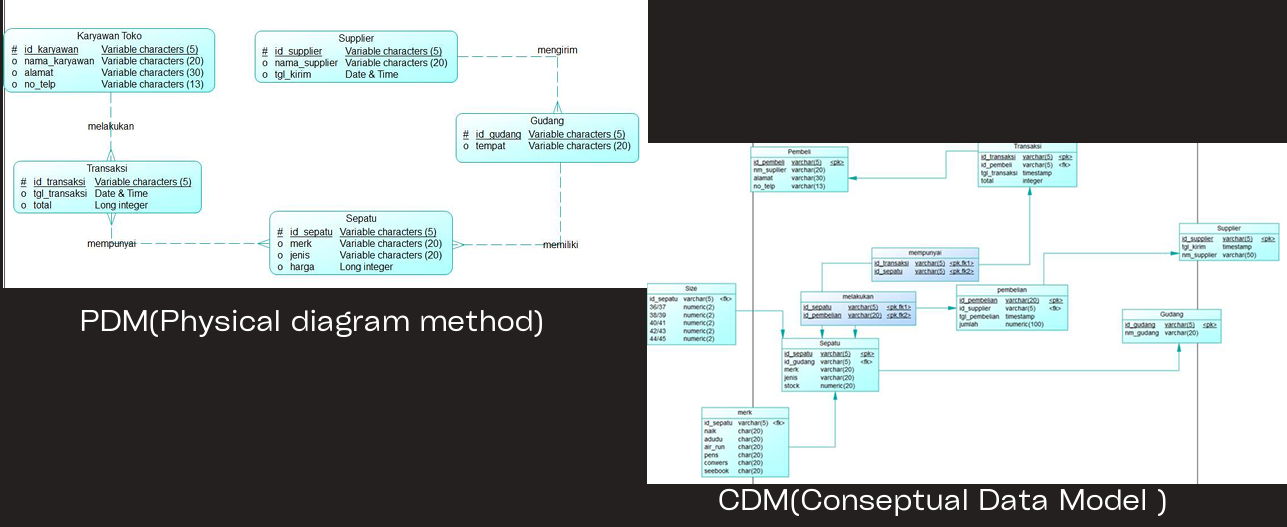 Karyawan Toko
# id_karyawan Variable characters (5)
o nama_karyawan Variable characters (20)
o alamat Variable characters (30)
o no_telp Variable characters (13)
Supplier
# id_supplier Variable characters (5)
o nama_supplier Variable characters (20)
o tgl_kirim Date & Time
mengirim
Gudang
# id_gudang Variable characters (5)
o tempat Variable characters (20)
melakukan
Transaksi
# id_transaksi Variable characters (5)
o tgl_transaksi Date & Time
o total Long integer
mempunyai
Sepatu
# id_sepatu Variable characters (5)
o merk Variable characters (20)
o jenis Variable characters (20)
o harga Long integer
memiliki
PDM(Physical diagram method)
Pembeli
id_pembeli varchar(5) <pk>
nm_suplier varchar(20)
alamat varchar(30)
no_telp varchar(13)
Transaksi
id_transaksi varchar(5) <pk>
id_pembeli varchar(5) <fk>
tgl_transaksi timestamp
total integer
Supplier
id_supplier varchar(5) <pk>
tgl_kirim timestamp
nm_supplier varchar(50)
mempunyai
id_transaksi varchar(5) <pk,fk1>
id_sepatu varchar(5) <pk,fk2>
Size
id_sepatu varchar(5) <fk>
36/37 numeric(2)
38/39 numeric(2)
40/41 numeric(2)
42/43 numeric(2)
44/45 numeric(2)
melakukan
id_sepatu varchar(5) <pk,fk1>
id_pembelian varchar(20) <pk,fk2>
pembelian
id_pembelian varchar(20) <pk>
id_supplier varchar(5) <fk>
tgl_pembelian timestamp
jumlah numeric(100)
Gudang
id_gudang varchar(5) <pk>
nm_gudang varchar(20)
Sepatu
id_sepatu varchar(5) <pk>
id_gudang varchar(5) <fk>
merk varchar(20)
jenis varchar(20)
stock numeric(20)
merk
id_sepatu varchar(5) <fk>
naik char(20)
adudu char(20)
air_run char(20)
pens char(20)
conwers char(20)
seebook char(20)
CDM(Conseptual Data Model )